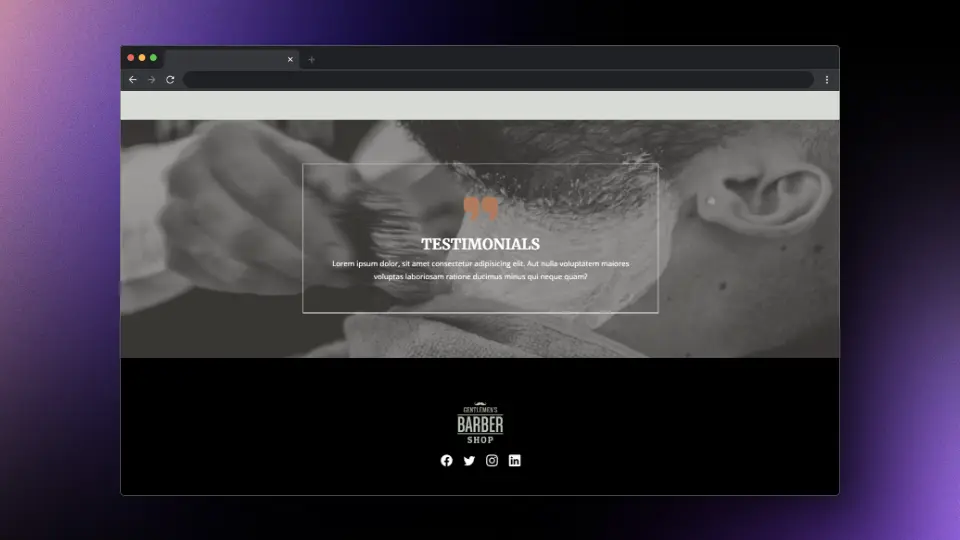 TESTIMONIALS
Lorem ipsum dolor, sit amet consectetur adipisicing elit. Aut nulla voluptatem maiores
voluptas laboriosam ratione ducimus minus qui neque quam?
GENTLEMEN'S
BARBER
SHOP